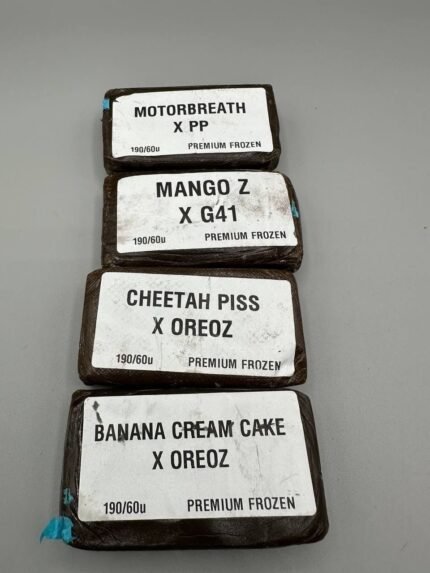 MOTORBREATH
X PP
190/60u PREMIUM FROZEN
MANGO Z
X G41
190/60u PREMIUM FROZEN
CHEETAH PISS
X OREOZ
190/60u PREMIUM FROZEN
BANANA CREAM CAKE
X OREOZ
190/60u PREMIUM FROZEN